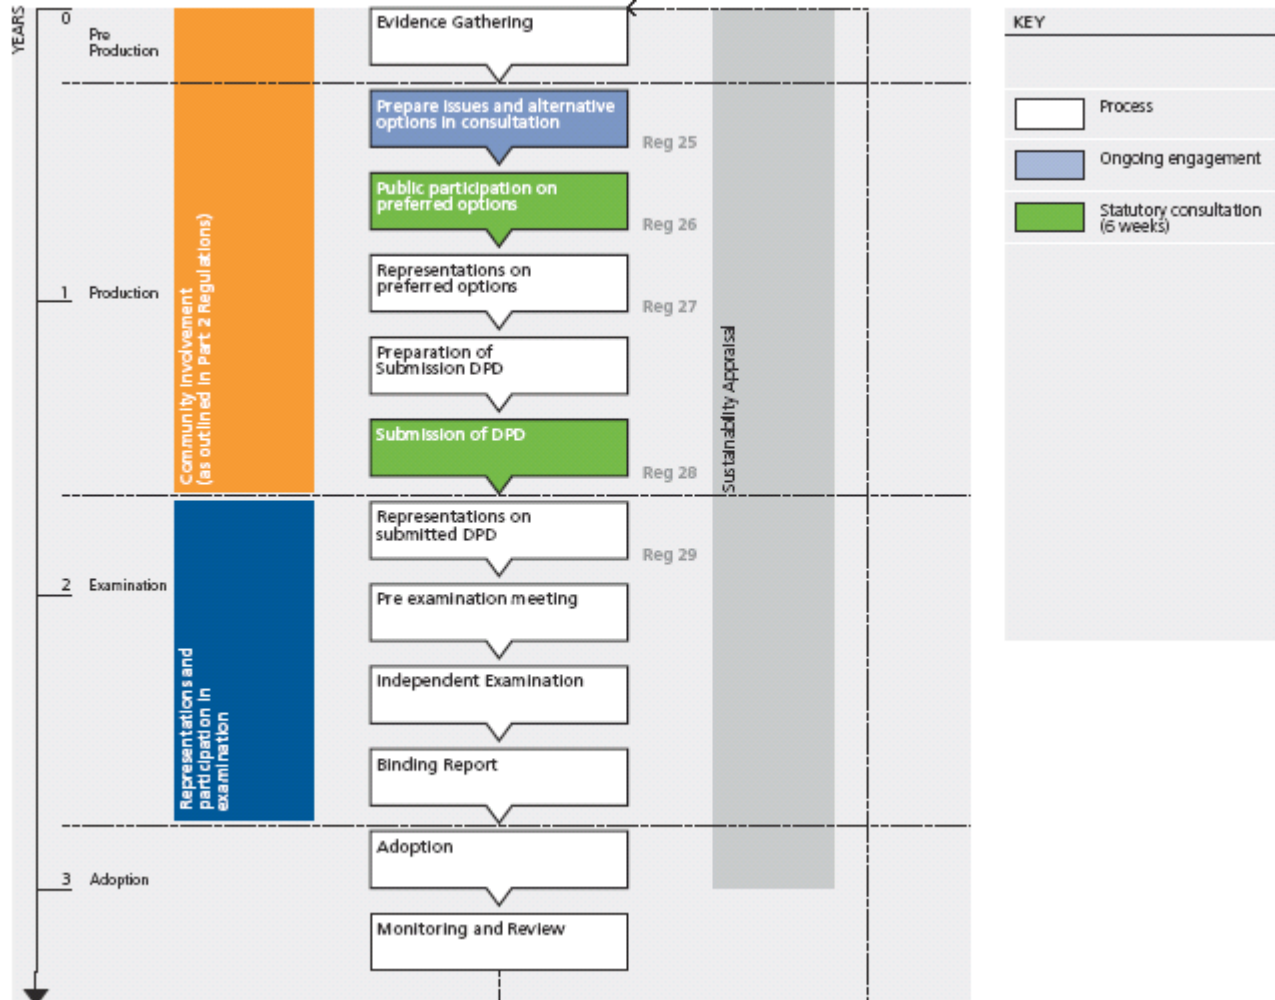 YEARS
0
Pre
Production
1
Production
2
Examination
3
Adoption
Community Involvement
(as outlined in Part 2 Regulations)
Representations and
participation in
examination
Evidence Gathering
Prepare issues and alternative
options in consultation
Reg 25
Public participation on
preferred options
Reg 26
Representations on
preferred options
Reg 27
Preparation of
Submission DPD
Submission of DPD
Reg 28
Representations on
submitted DPD
Reg 29
Pre examination meeting
Independent Examination
Binding Report
Adoption
Monitoring and Review
Sustainability Appraisal
KEY
Process
Ongoing engagement
Statutory consultation
(6 weeks)